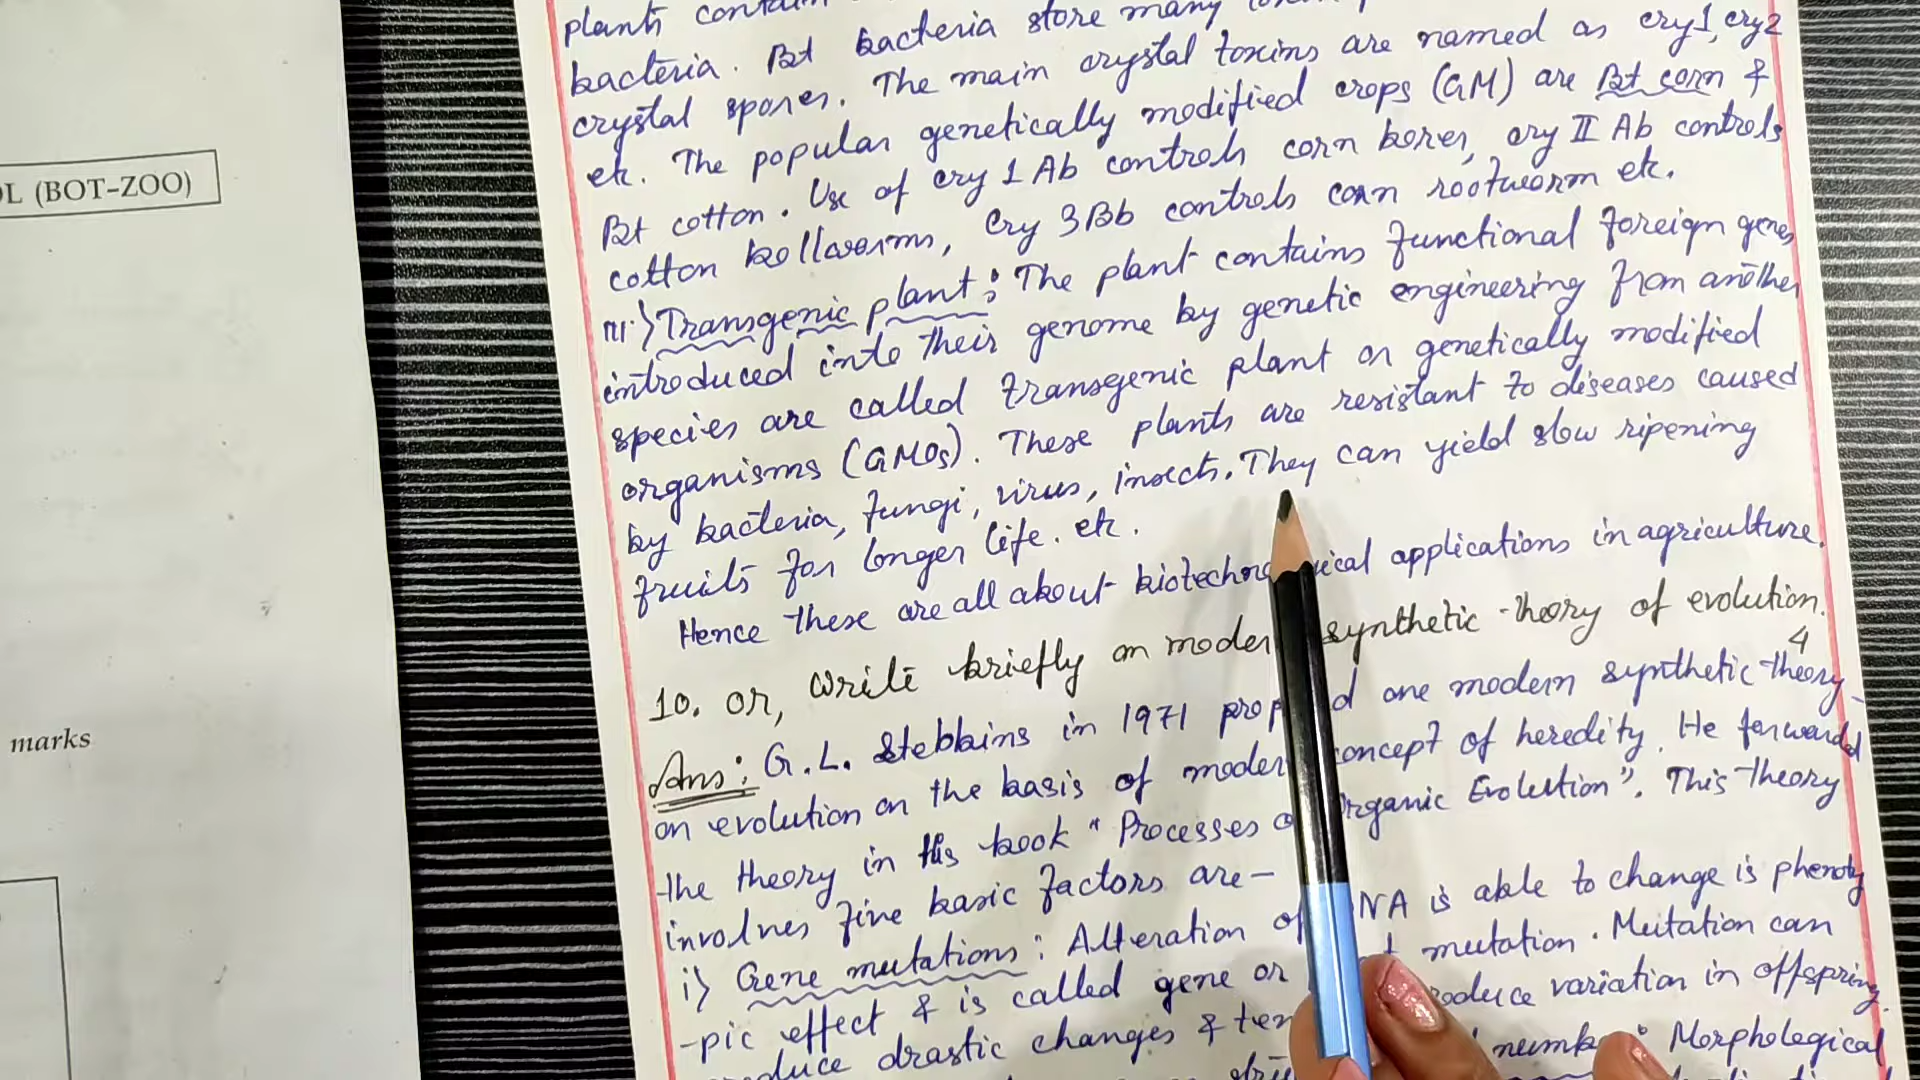 OL (BOT-ZOO)
marks
plants contain
bacteria. Bt bacteria store many
crystal spores. The main crystal toxins are named as cry1, cry2
etc. The popular genetically modified crops (GM) are Bt corn &
Bt cotton. Use of cry 1 Ab controls corn borer, cry II Ab controls
cotton bollworms, cry 3Bb controls corn rootworm etc.
III.) Transgenic plant: The plant contains functional foreign genes
introduced into their genome by genetic engineering from another
species are called transgenic plant or genetically modified
organisms (GMOs). These plants are resistant to diseases caused
by bacteria, fungi, virus, insects. They can yield slow ripening
fruits for longer life. etc.
Hence these are all about biotechno ical applications in agriculture.
10. or, write briefly on moder synthetic theory of evolution.
4
Ans: G. L. Stebbins in 1971 prop d one modern synthetic theory-
on evolution on the basis of moder concept of heredity. He forwarded
the theory in his book "Processes o rganic Evolution". This theory
involves five basic factors are-
i) Gene mutations: Alteration of NA is able to change is phenoty
-pic effect & is called gene or t mutation. Mutation can
duce drastic changes & ten oduce variation in offspring.
numb Morphological